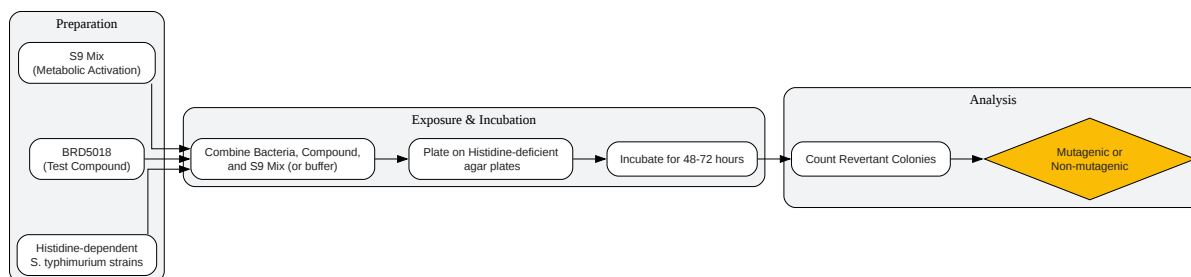 Preparation
S9 Mix
(Metabolic Activation)
BRD5018
(Test Compound)
Histidine-dependent
S. typhimurium strains
Exposure & Incubation
Combine Bacteria, Compound,
and S9 Mix (or buffer)
Plate on Histidine-deficient
agar plates
Incubate for 48-72 hours
Analysis
Count Revertant Colonies
Mutagenic or
Non-mutagenic